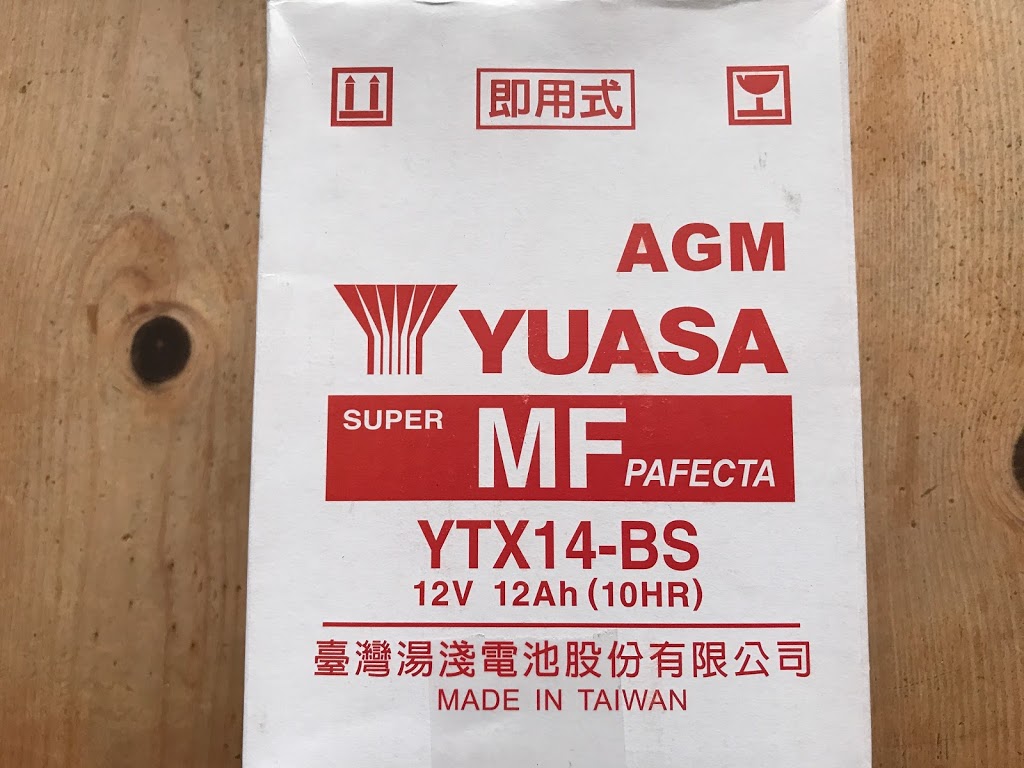 即用式
AGM
YUASA
SUPER MF PAFECTA
YTX14-BS
12V 12Ah (10HR)
臺灣湯淺電池股份有限公司
MADE IN TAIWAN